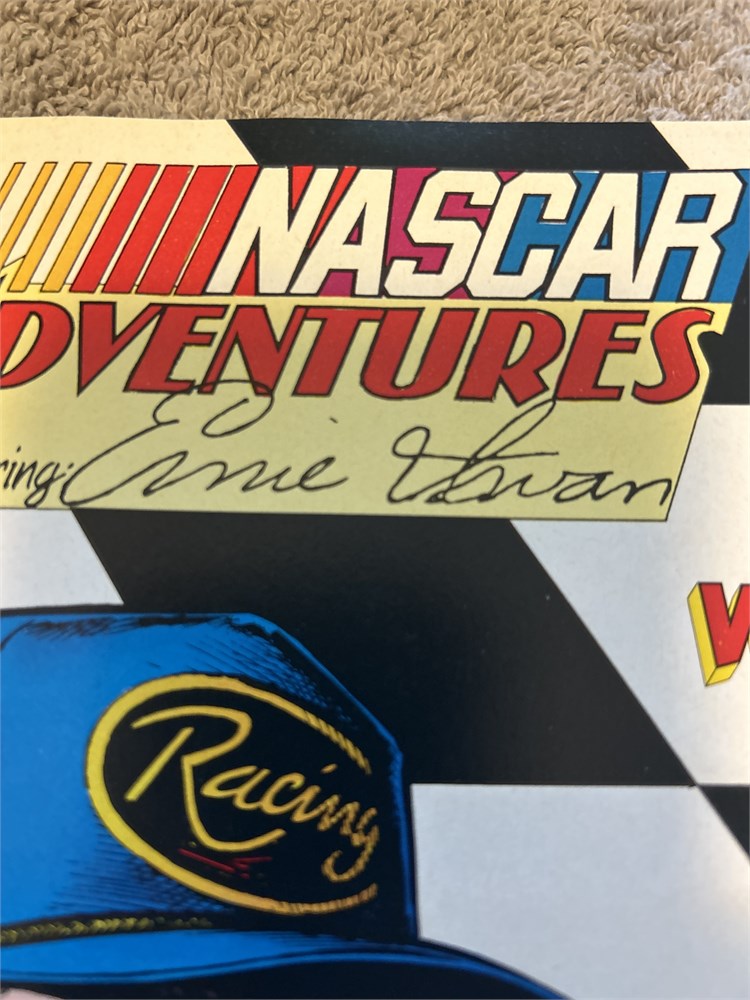 NASCAR
DVENTURES
ring: Ernie Irvan
W
Racing